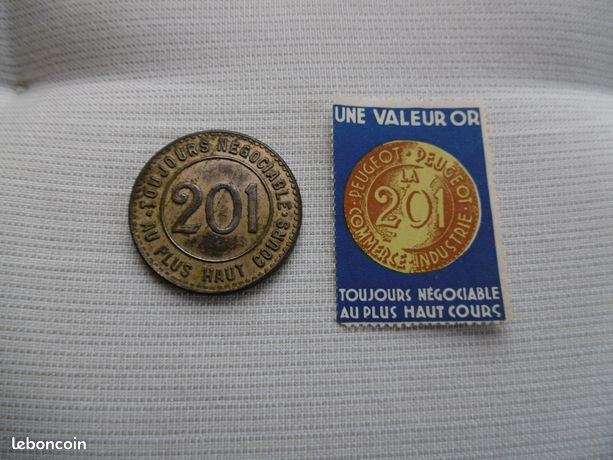 TOUJOURS NÉGOCIABLE
201
AU PLUS HAUT COURS
UNE VALEUR OR
PEUGEOT · PEUGEOT
LA
201
COMMERSE · INDUSTRIE
TOUJOURS NÉGOCIABLE
AU PLUS HAUT COURS
leboncoin